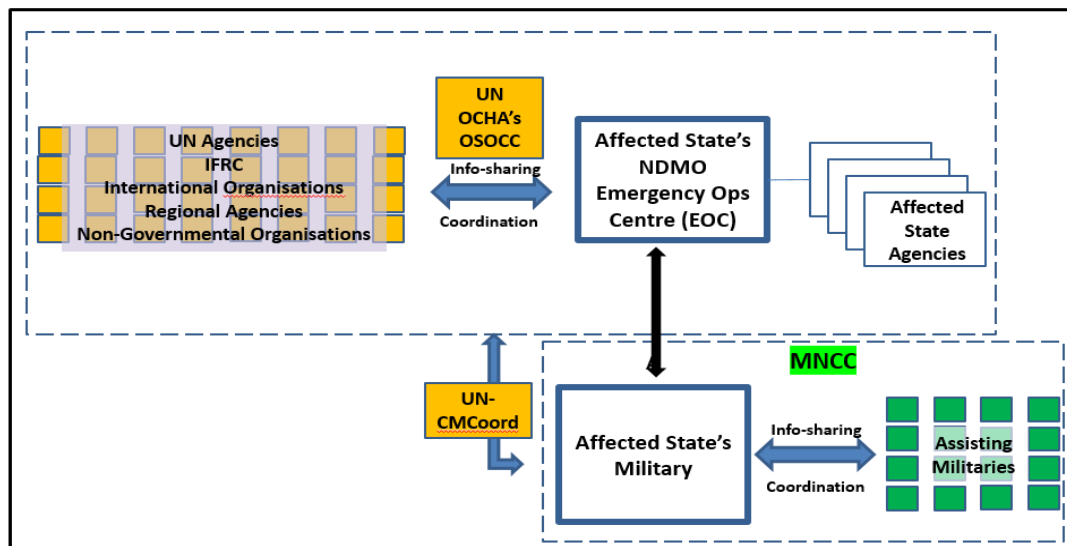 UN
OCHA's
OSOCC
UN Agencies
IFRC
International Organisations
Regional Agencies
Non-Governmental Organisations
Info-sharing
Coordination
Affected State's
NDMO
Emergency Ops
Centre (EOC)
Affected
State
Agencies
MNCC
UN-
CMCoord
Affected State's
Military
Info-sharing
Coordination
Assisting
Militaries